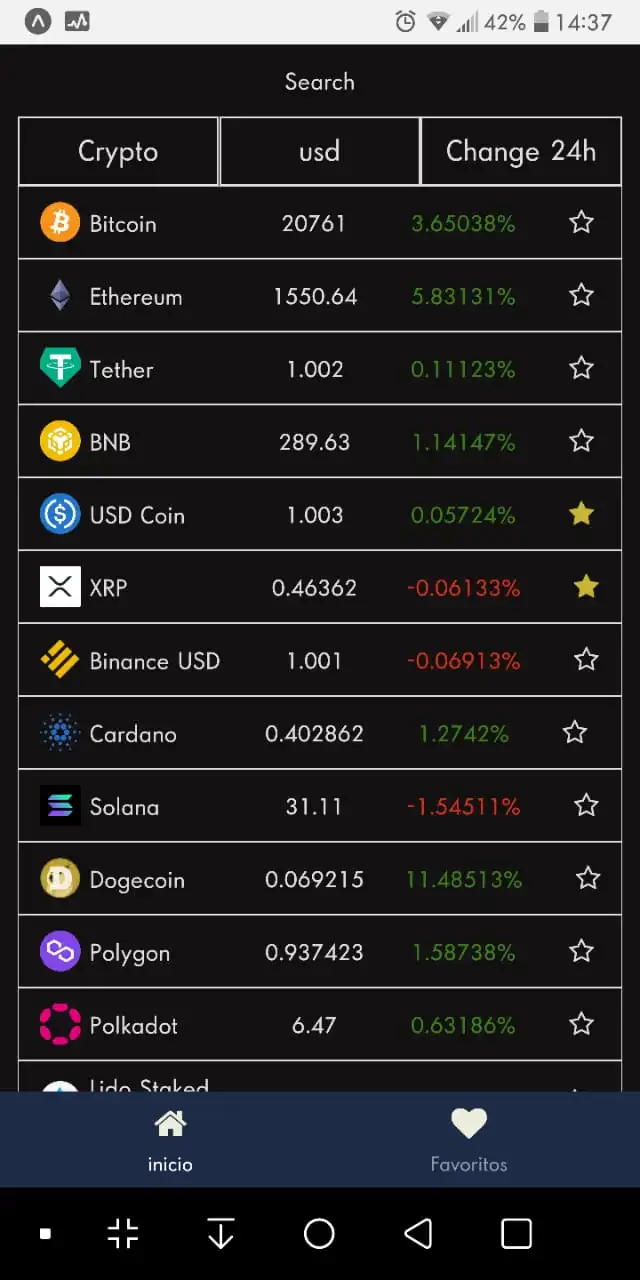 42% 14:37
Search
Crypto usd Change 24h
Bitcoin 20761 3.65038%
Ethereum 1550.64 5.83131%
Tether 1.002 0.11123%
BNB 289.63 1.14147%
USD Coin 1.003 0.05724%
XRP 0.46362 -0.06133%
Binance USD 1.001 -0.06913%
Cardano 0.402862 1.2742%
Solana 31.11 -1.54511%
Dogecoin 0.069215 11.48513%
Polygon 0.937423 1.58738%
Polkadot 6.47 0.63186%
Lido Staked
inicio Favoritos